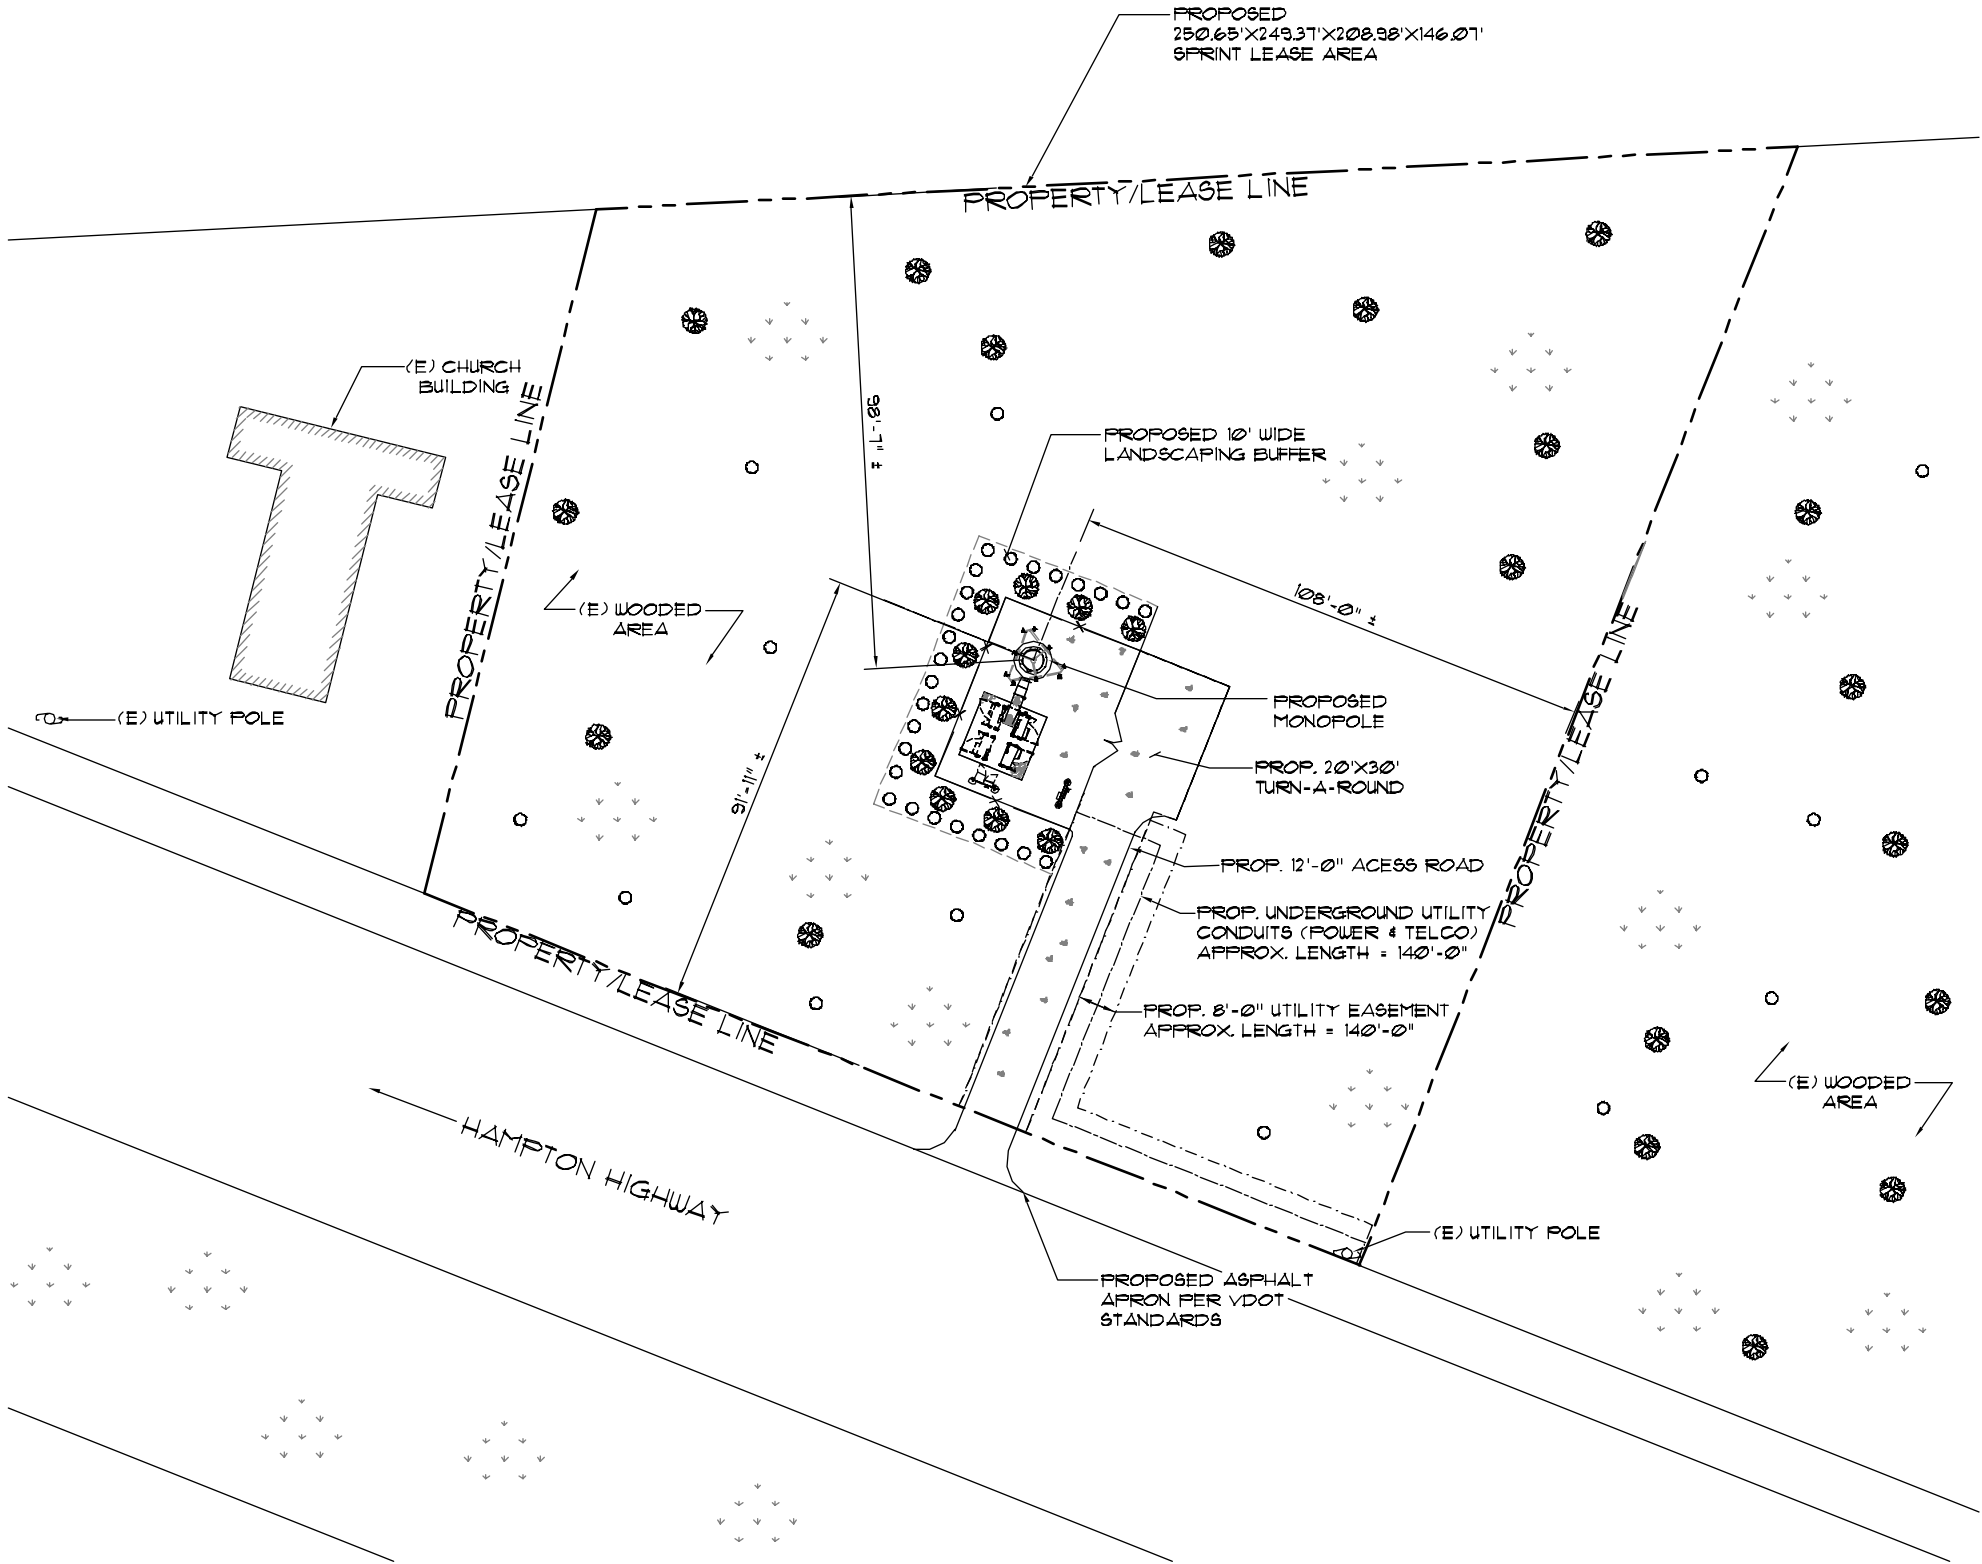 PROPOSED
250.65'X249.37'X208.98'X146.07'
SPRINT LEASE AREA
PROPERTY/LEASE LINE
(E) CHURCH
BUILDING
PROPERTY/LEASE LINE
98'-7" ±
PROPOSED 10' WIDE
LANDSCAPING BUFFER
108'-0" ±
(E) WOODED
AREA
PROPERTY/LEASE LINE
(E) UTILITY POLE
PROPOSED
MONOPOLE
91'-11" ±
PROP. 20'X30'
TURN-A-ROUND
PROP. 12'-0" ACESS ROAD
PROP. UNDERGROUND UTILITY
CONDUITS (POWER & TELCO)
APPROX. LENGTH = 140'-0"
PROPERTY/LEASE LINE
PROP. 8'-0" UTILITY EASEMENT
APPROX. LENGTH = 140'-0"
(E) WOODED
AREA
HAMPTON HIGHWAY
(E) UTILITY POLE
PROPOSED ASPHALT
APRON PER VDOT
STANDARDS